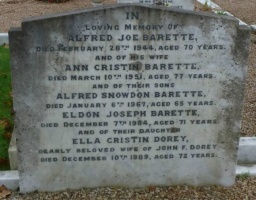 IN
LOVING MEMORY OF
ALFRED JOE BARETTE,
DIED FEBRUARY 28TH 1944, AGED 70 YEARS.
AND OF HIS WIFE
ANN CRISTIN BARETTE,
DIED MARCH 10TH 1951, AGED 77 YEARS.
AND OF THEIR SON
ALFRED SNOWDON BARETTE,
DIED JANUARY 6TH 1967, AGED 65 YEARS.
ELDON JOSEPH BARETTE,
DIED DECEMBER 7TH 1984, AGED 71 YEARS
AND OF THEIR DAUGHTER
ELLA CRISTIN DOREY,
DEARLY BELOVED WIFE OF JOHN F. DOREY
DIED DECEMBER 10TH 1989, AGED 72 YEARS.